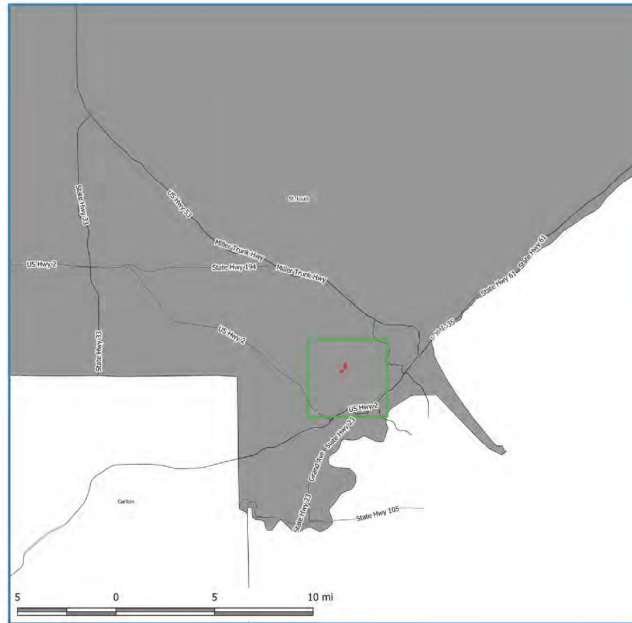 US Hwy 53
St. Louis
State Hwy 33
Miller Trunk Hwy
State Hwy 61
State Hwy 61
US Hwy 2
State Hwy 194
Miller Trunk Hwy
I-35
US Hwy 2
State Hwy 33
US Hwy 2
State Hwy 23
Grand Ave
Carlton
State Hwy 23
State Hwy 105
5 0 5 10 mi